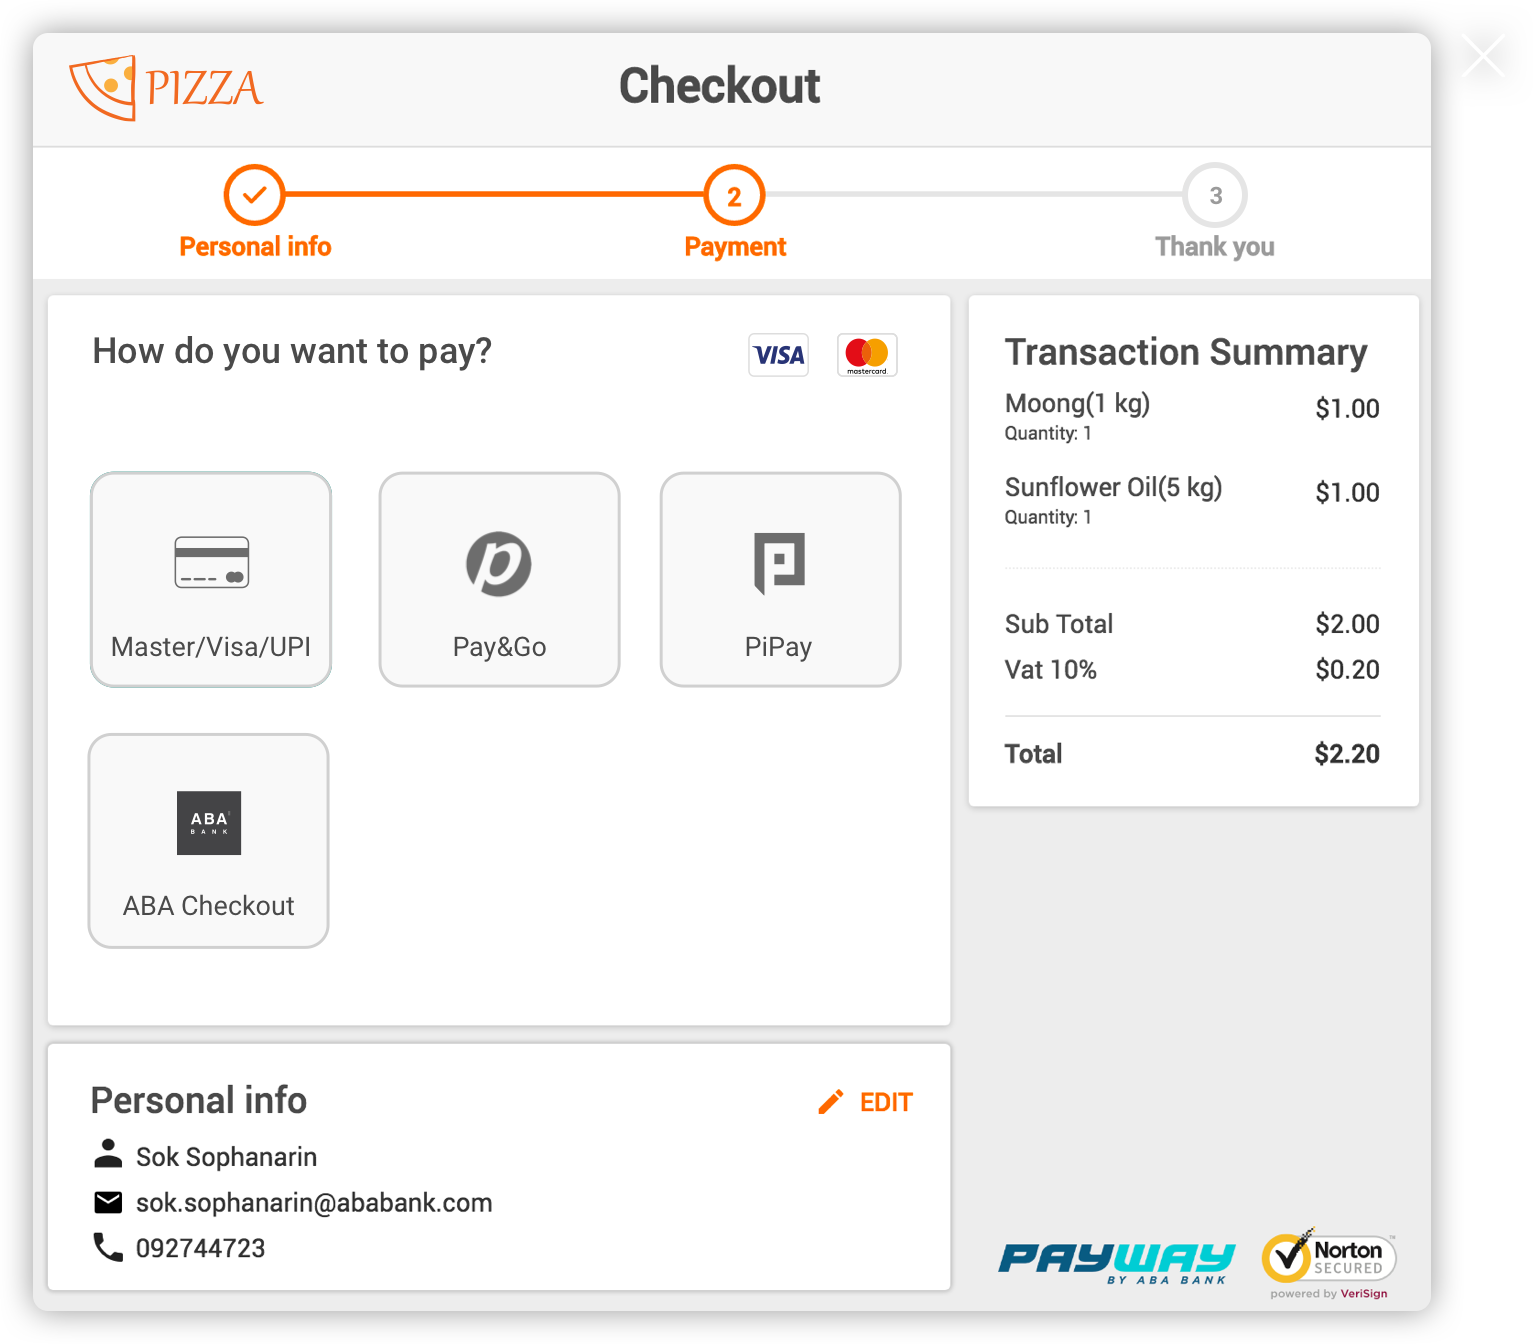 PIZZA
Checkout
2
3
Personal info
Payment
Thank you
How do you want to pay?
VISA
mastercard
Master/Visa/UPI
Pay&Go
PiPay
ABA
BANK
ABA Checkout
Transaction Summary
Moong(1 kg) $1.00
Quantity: 1
Sunflower Oil(5 kg) $1.00
Quantity: 1
Sub Total $2.00
Vat 10% $0.20
Total $2.20
Personal info
EDIT
Sok Sophanarin
sok.sophanarin@ababank.com
092744723
PAYWAY
BY ABA BANK
Norton™
SECURED
powered by VeriSign